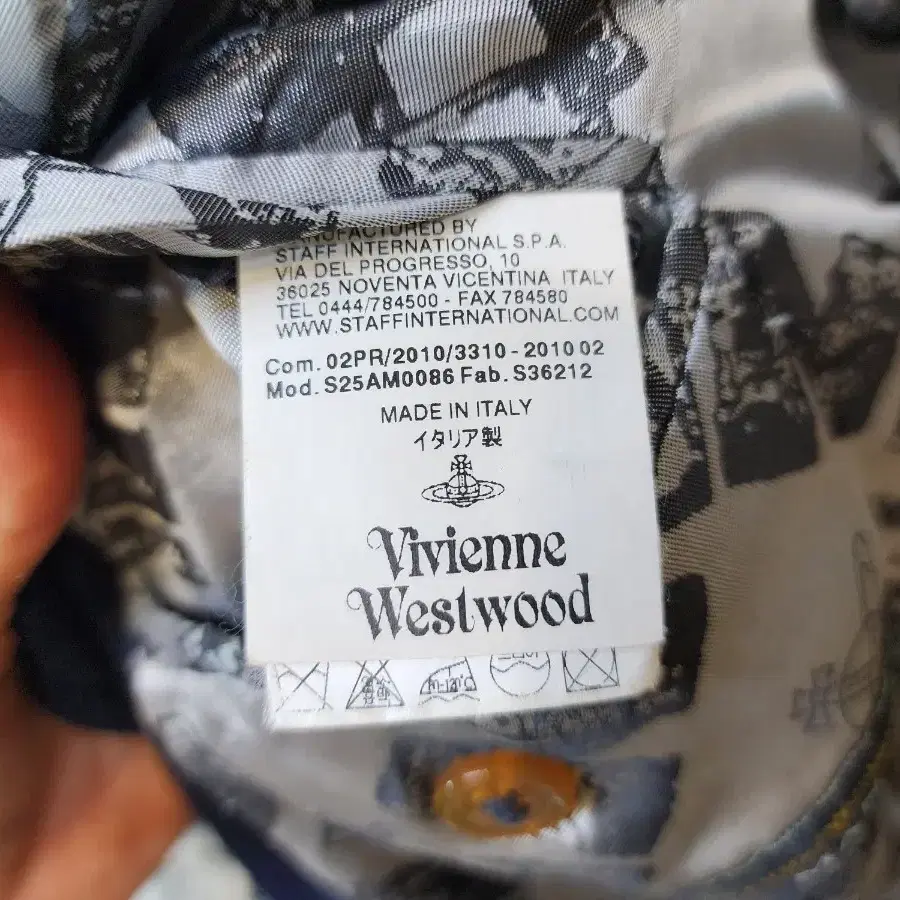 MANUFACTURED BY
STAFF INTERNATIONAL S.P.A.
VIA DEL PROGRESSO, 10
36025 NOVENTA VICENTINA ITALY
TEL 0444/784500 - FAX 784580
WWW.STAFFINTERNATIONAL.COM
Com. 02PR/2010/3310 - 2010 02
Mod. S25AM0086 Fab. S36212
MADE IN ITALY
イタリア製
Vivienne
Westwood